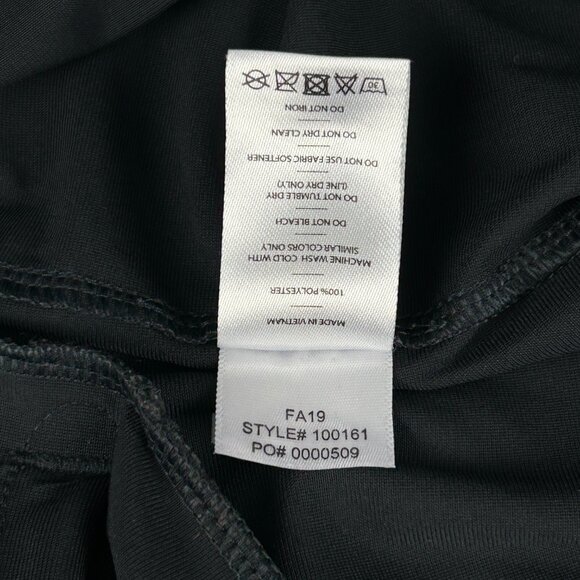 MADE IN VIETNAM
100% POLYESTER
MACHINE WASH COLD WITH
SIMILAR COLORS ONLY
DO NOT BLEACH
DO NOT TUMBLE DRY
(LINE DRY ONLY)
DO NOT USE FABRIC SOFTENER
DO NOT DRY CLEAN
DO NOT IRON
30
FA19
STYLE# 100161
PO# 0000509